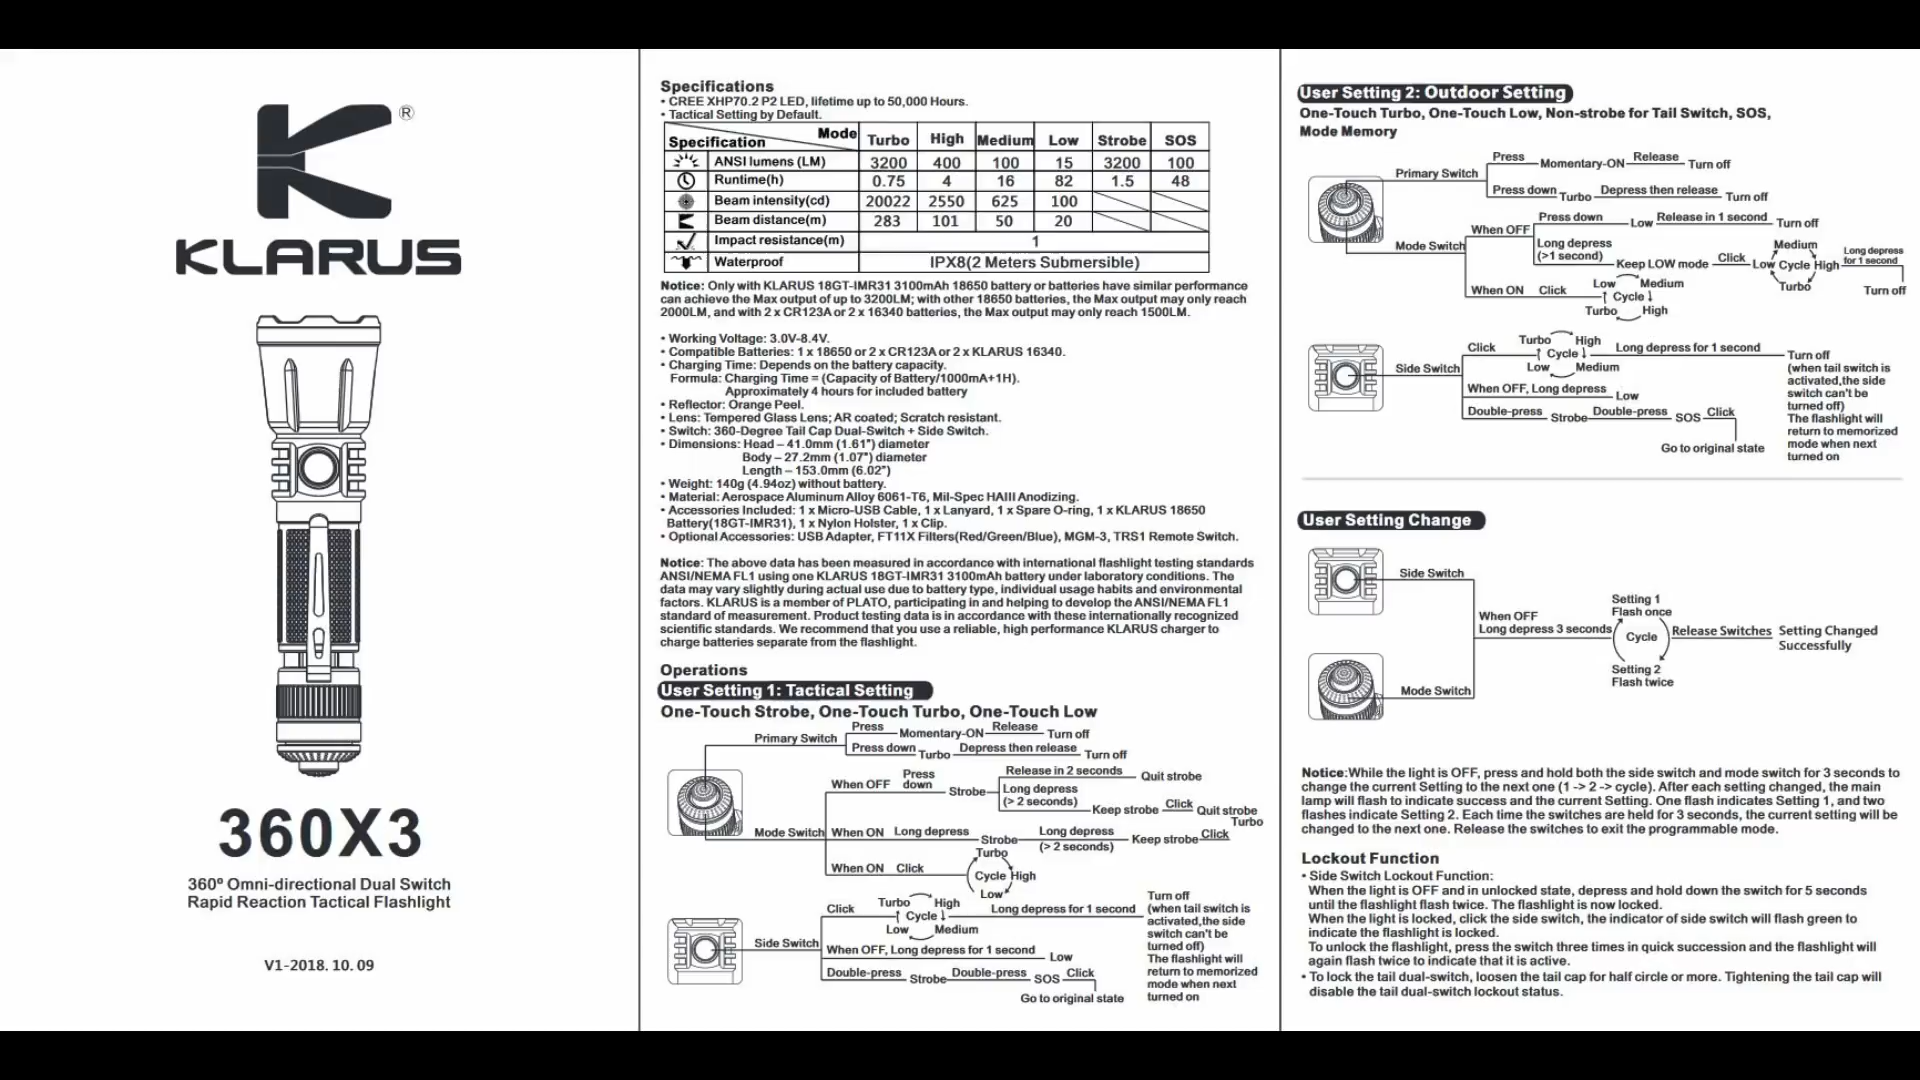 ®
KLARUS
360X3
360º Omni-directional Dual Switch
Rapid Reaction Tactical Flashlight
V1-2018. 10. 09
Specifications
• CREE XHP70.2 P2 LED, lifetime up to 50,000 Hours.
• Tactical Setting by Default.
Specification Mode Turbo High Medium Low Strobe SOS
ANSI lumens (LM) 3200 400 100 15 3200 100
Runtime(h) 0.75 4 16 82 1.5 48
Beam intensity(cd) 20022 2550 625 100
Beam distance(m) 283 101 50 20
Impact resistance(m) 1
Waterproof IPX8(2 Meters Submersible)
Notice: Only with KLARUS 18GT-IMR31 3100mAh 18650 battery or batteries have similar performance
can achieve the Max output of up to 3200LM; with other 18650 batteries, the Max output may only reach
2000LM, and with 2 x CR123A or 2 x 16340 batteries, the Max output may only reach 1500LM.
• Working Voltage: 3.0V-8.4V.
• Compatible Batteries: 1 x 18650 or 2 x CR123A or 2 x KLARUS 16340.
• Charging Time: Depends on the battery capacity.
Formula: Charging Time = (Capacity of Battery/1000mA+1H).
Approximately 4 hours for included battery
• Reflector: Orange Peel.
• Lens: Tempered Glass Lens; AR coated; Scratch resistant.
• Switch: 360-Degree Tail Cap Dual-Switch + Side Switch.
• Dimensions: Head – 41.0mm (1.61") diameter
Body – 27.2mm (1.07") diameter
Length – 153.0mm (6.02")
• Weight: 140g (4.94oz) without battery.
• Material: Aerospace Aluminum Alloy 6061-T6, Mil-Spec HAIII Anodizing.
• Accessories Included: 1 x Micro-USB Cable, 1 x Lanyard, 1 x Spare O-ring, 1 x KLARUS 18650
Battery(18GT-IMR31), 1 x Nylon Holster, 1 x Clip.
• Optional Accessories: USB Adapter, FT11X Filters(Red/Green/Blue), MGM-3, TRS1 Remote Switch.
Notice: The above data has been measured in accordance with international flashlight testing standards
ANSI/NEMA FL1 using one KLARUS 18GT-IMR31 3100mAh battery under laboratory conditions. The
data may vary slightly during actual use due to battery type, individual usage habits and environmental
factors. KLARUS is a member of PLATO, participating in and helping to develop the ANSI/NEMA FL1
standard of measurement. Product testing data is in accordance with these internationally recognized
scientific standards. We recommend that you use a reliable, high performance KLARUS charger to
charge batteries separate from the flashlight.
Operations
User Setting 1: Tactical Setting
One-Touch Strobe, One-Touch Turbo, One-Touch Low
Primary Switch
Press Momentary-ON Release Turn off
Press down Turbo Depress then release Turn off
Mode Switch
When OFF Press down Strobe
Release in 2 seconds Quit strobe
Long depress (> 2 seconds) Keep strobe Click Quit strobe
When ON Long depress Strobe Long depress (> 2 seconds) Keep strobe Click Turbo
When ON Click
Turbo
Cycle High
Low
Side Switch
Click
Turbo High
Cycle
Low Medium
Long depress for 1 second
When OFF, Long depress for 1 second Low
Double-press Strobe Double-press SOS Click
Go to original state
Turn off
(when tail switch is
activated,the side
switch can't be
turned off)
The flashlight will
return to memorized
mode when next
turned on
User Setting 2: Outdoor Setting
One-Touch Turbo, One-Touch Low, Non-strobe for Tail Switch, SOS,
Mode Memory
Primary Switch
Press Momentary-ON Release Turn off
Press down Turbo Depress then release Turn off
Mode Switch
When OFF
Press down Low Release in 1 second Turn off
Long depress
(>1 second)
Keep LOW mode Click
Medium
Low Cycle High
Turbo
Long depress
for 1 second
Turn off
When ON Click
Low Medium
Cycle
Turbo High
Side Switch
Click
Turbo High
Cycle
Low Medium
Long depress for 1 second
When OFF, Long depress Low
Double-press Strobe Double-press SOS Click
Go to original state
Turn off
(when tail switch is
activated,the side
switch can't be
turned off)
The flashlight will
return to memorized
mode when next
turned on
User Setting Change
Side Switch
Mode Switch
When OFF
Long depress 3 seconds
Setting 1
Flash once
Cycle
Setting 2
Flash twice
Release Switches
Setting Changed
Successfully
Notice:While the light is OFF, press and hold both the side switch and mode switch for 3 seconds to
change the current Setting to the next one (1 -> 2 -> cycle). After each setting changed, the main
lamp will flash to indicate success and the current Setting. One flash indicates Setting 1, and two
flashes indicate Setting 2. Each time the switches are held for 3 seconds, the current setting will be
changed to the next one. Release the switches to exit the programmable mode.
Lockout Function
• Side Switch Lockout Function:
When the light is OFF and in unlocked state, depress and hold down the switch for 5 seconds
until the flashlight flash twice. The flashlight is now locked.
When the light is locked, click the side switch, the indicator of side switch will flash green to
indicate the flashlight is locked.
To unlock the flashlight, press the switch three times in quick succession and the flashlight will
again flash twice to indicate that it is active.
• To lock the tail dual-switch, loosen the tail cap for half circle or more. Tightening the tail cap will
disable the tail dual-switch lockout status.